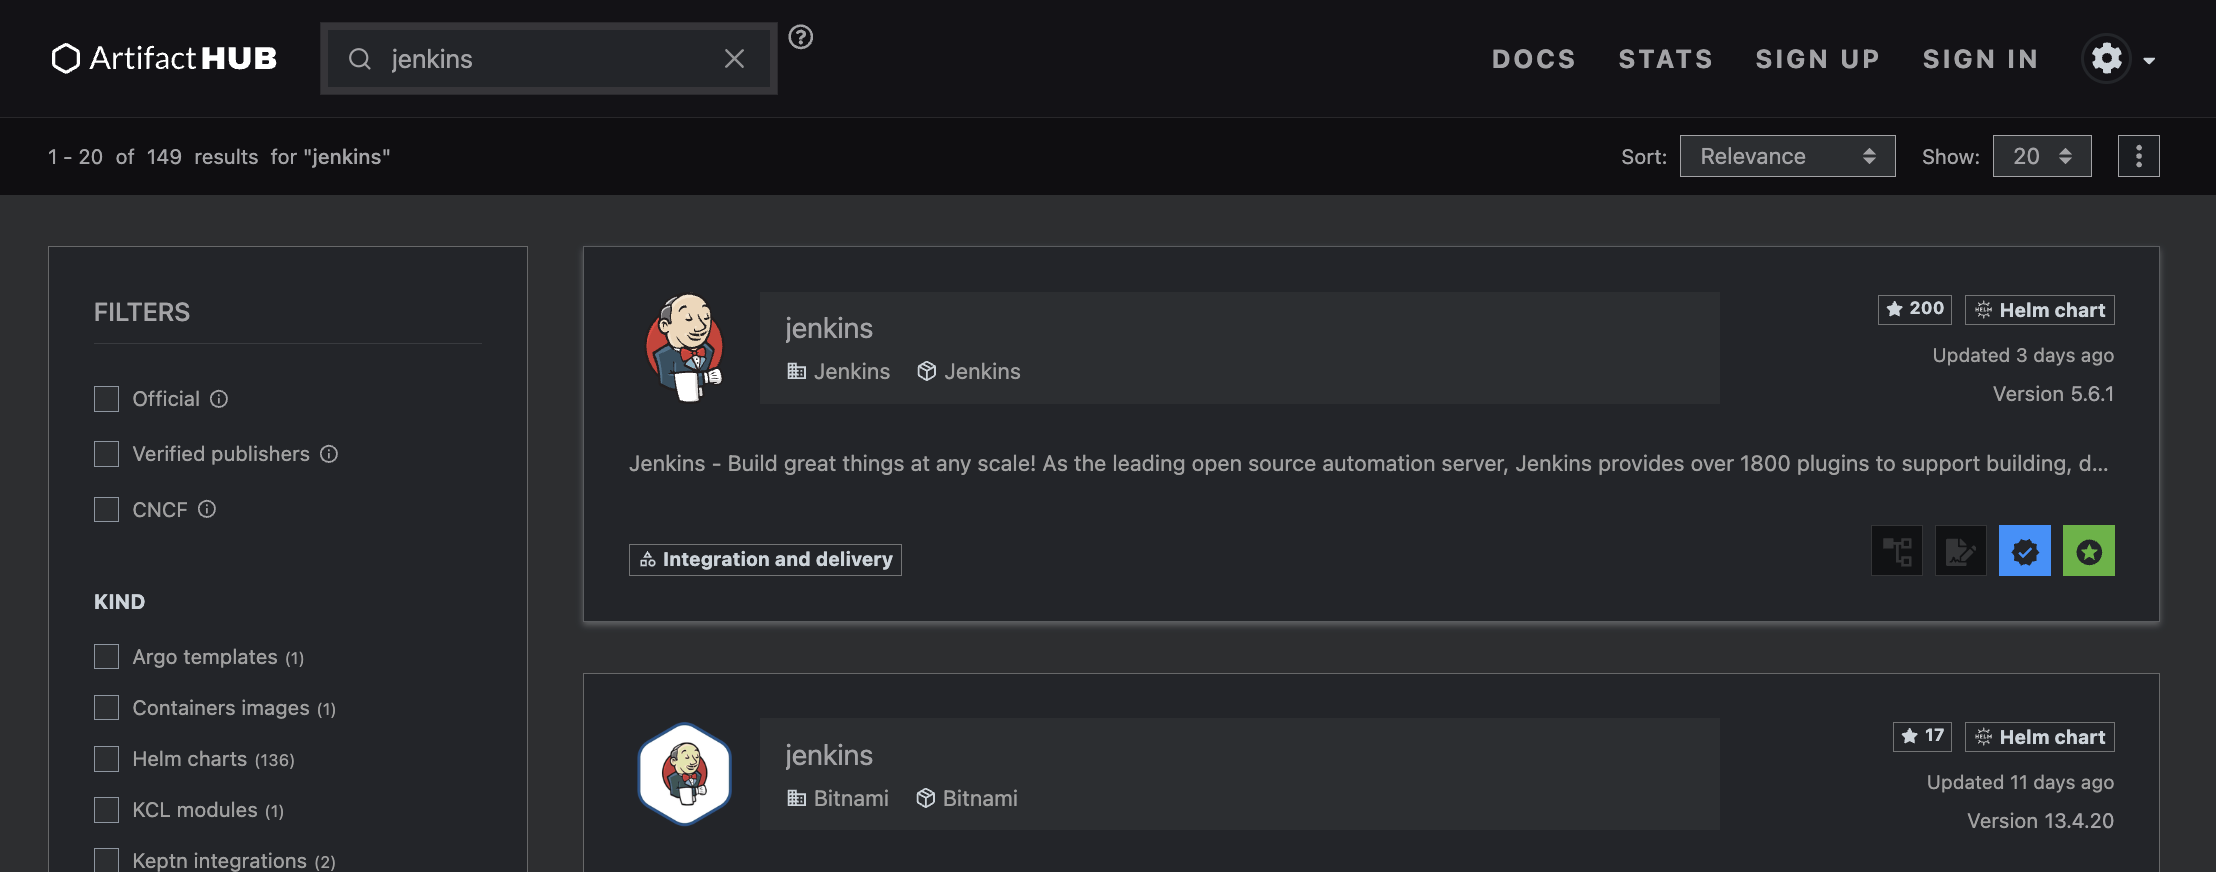 ArtifactHUB
jenkins
DOCS STATS SIGN UP SIGN IN
1 - 20 of 149 results for "jenkins"
Sort: Relevance Show: 20
FILTERS
Official
Verified publishers
CNCF
KIND
Argo templates (1)
Containers images (1)
Helm charts (136)
KCL modules (1)
Keptn integrations (2)
jenkins
Jenkins Jenkins
200 HELM Helm chart
Updated 3 days ago
Version 5.6.1
Jenkins - Build great things at any scale! As the leading open source automation server, Jenkins provides over 1800 plugins to support building, d...
Integration and delivery
jenkins
Bitnami Bitnami
17 HELM Helm chart
Updated 11 days ago
Version 13.4.20